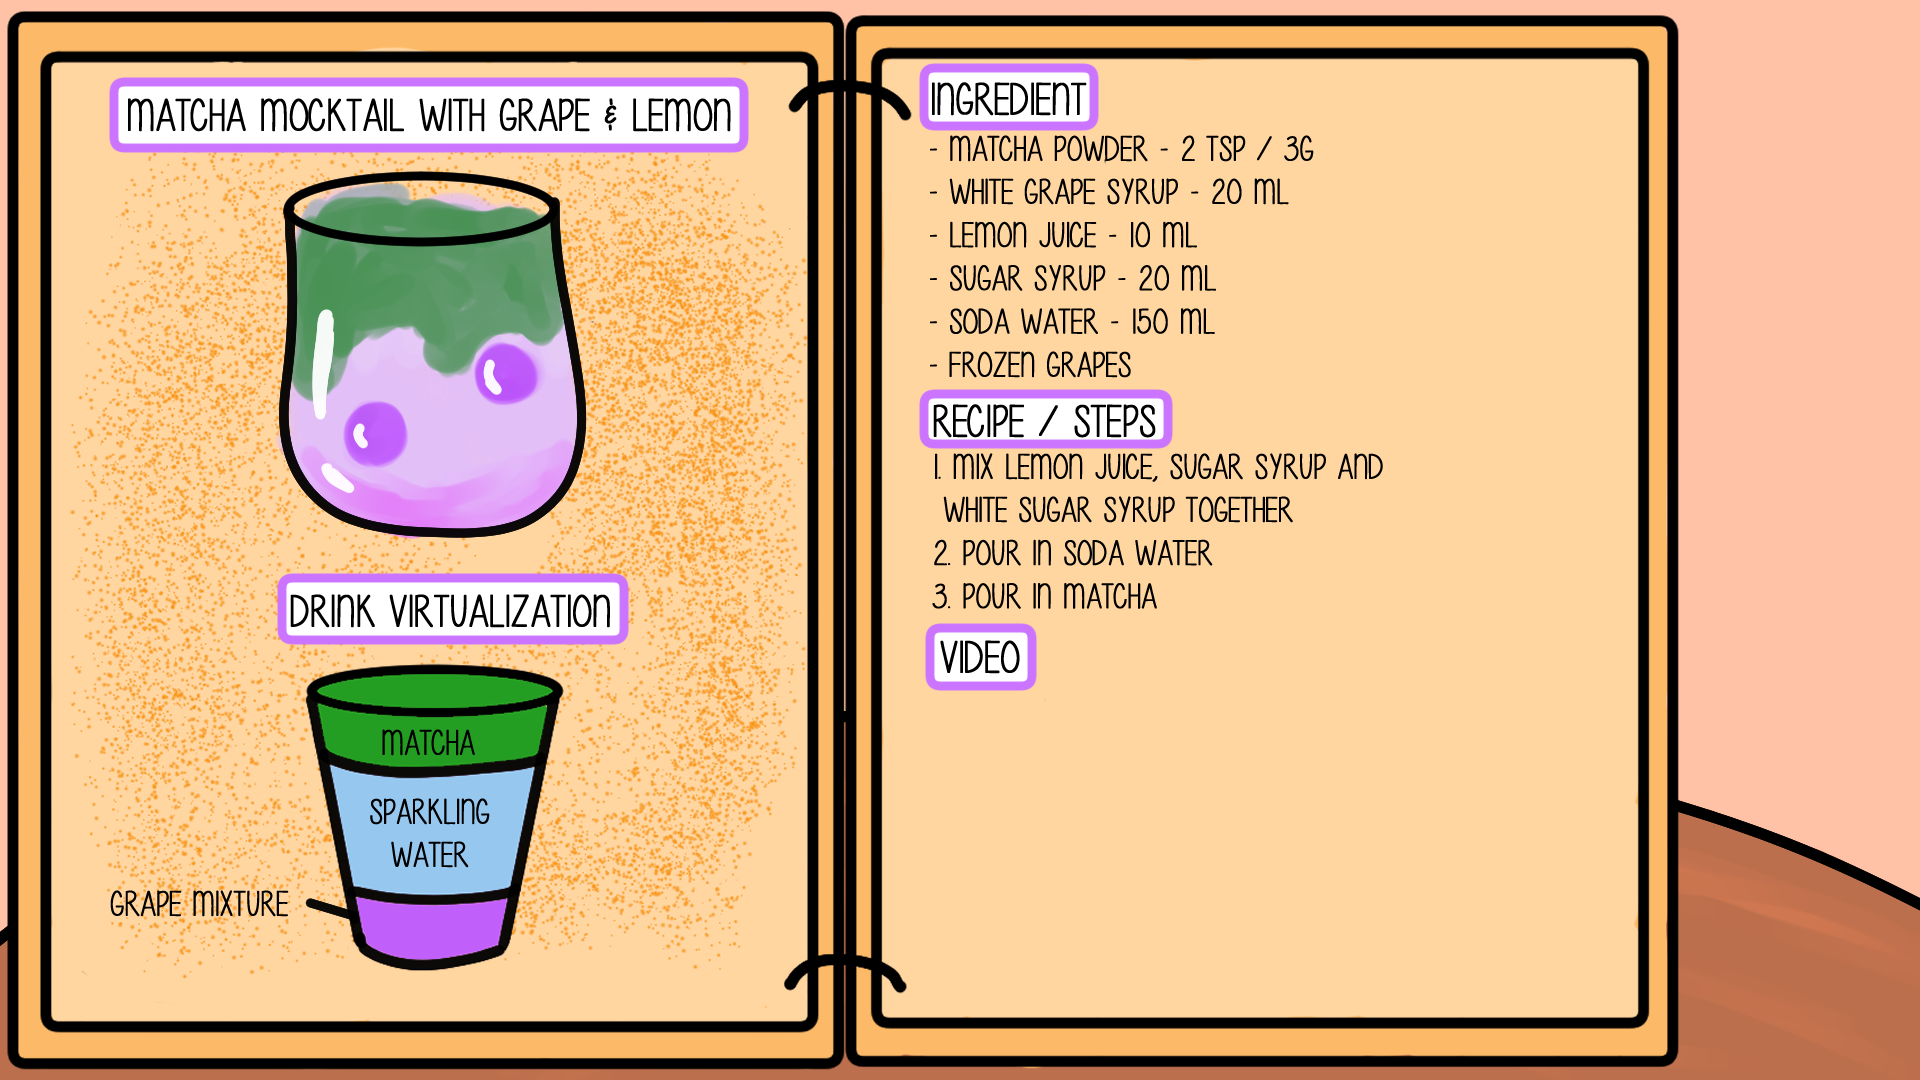 MATCHA MOCKTAIL WITH GRAPE & LEMON
DRINK VIRTUALIZATION
MATCHA
SPARKLING
WATER
GRAPE MIXTURE
INGREDIENT
- MATCHA POWDER - 2 TSP / 3G
- WHITE GRAPE SYRUP - 20 ML
- LEMON JUICE - 10 ML
- SUGAR SYRUP - 20 ML
- SODA WATER - 150 ML
- FROZEN GRAPES
RECIPE / STEPS
1. MIX LEMON JUICE, SUGAR SYRUP AND
WHITE SUGAR SYRUP TOGETHER
2. POUR IN SODA WATER
3. POUR IN MATCHA
VIDEO